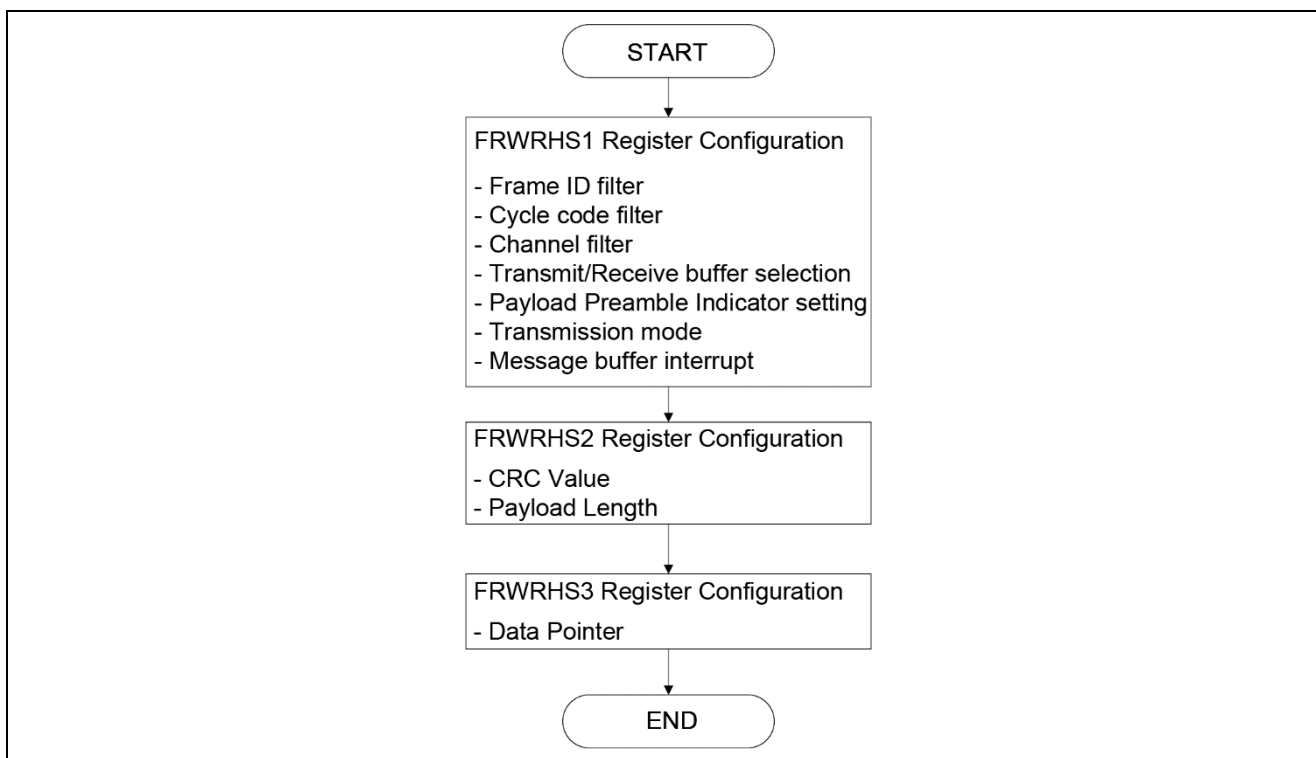 START
FRWRHS1 Register Configuration
- Frame ID filter
- Cycle code filter
- Channel filter
- Transmit/Receive buffer selection
- Payload Preamble Indicator setting
- Transmission mode
- Message buffer interrupt
FRWRHS2 Register Configuration
- CRC Value
- Payload Length
FRWRHS3 Register Configuration
- Data Pointer
END